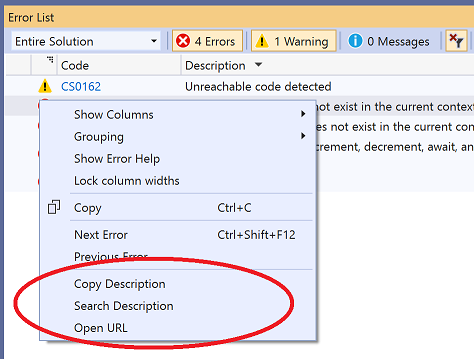 Error List
Entire Solution 4 Errors 1 Warning 0 Messages
Code Description
CS0162 Unreachable code detected
not exist in the current context
es not exist in the current con
crement, decrement, await, an
Show Columns
Grouping
Show Error Help
Lock column widths
Copy Ctrl+C
Next Error Ctrl+Shift+F12
Previous Error
Copy Description
Search Description
Open URL